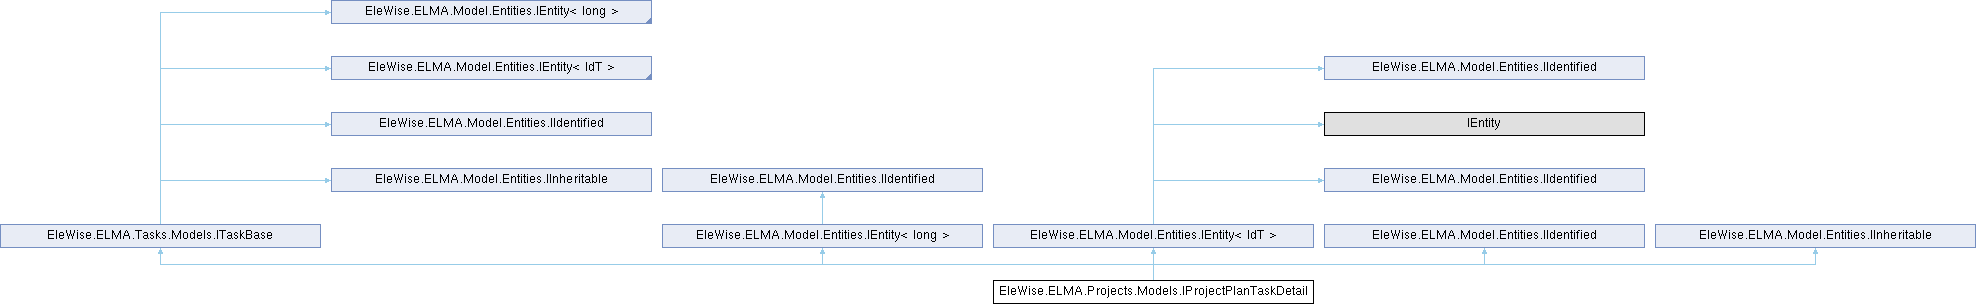 EleWise.ELMA.Model.Entities.IEntity< long >
EleWise.ELMA.Model.Entities.IEntity< IdT >
EleWise.ELMA.Model.Entities.IIdentified
EleWise.ELMA.Model.Entities.IIdentified
IEntity
EleWise.ELMA.Model.Entities.IInheritable
EleWise.ELMA.Model.Entities.IIdentified
EleWise.ELMA.Model.Entities.IIdentified
EleWise.ELMA.Tasks.Models.ITaskBase
EleWise.ELMA.Model.Entities.IEntity< long >
EleWise.ELMA.Model.Entities.IEntity< IdT >
EleWise.ELMA.Model.Entities.IIdentified
EleWise.ELMA.Model.Entities.IInheritable
EleWise.ELMA.Projects.Models.IProjectPlanTaskDetail